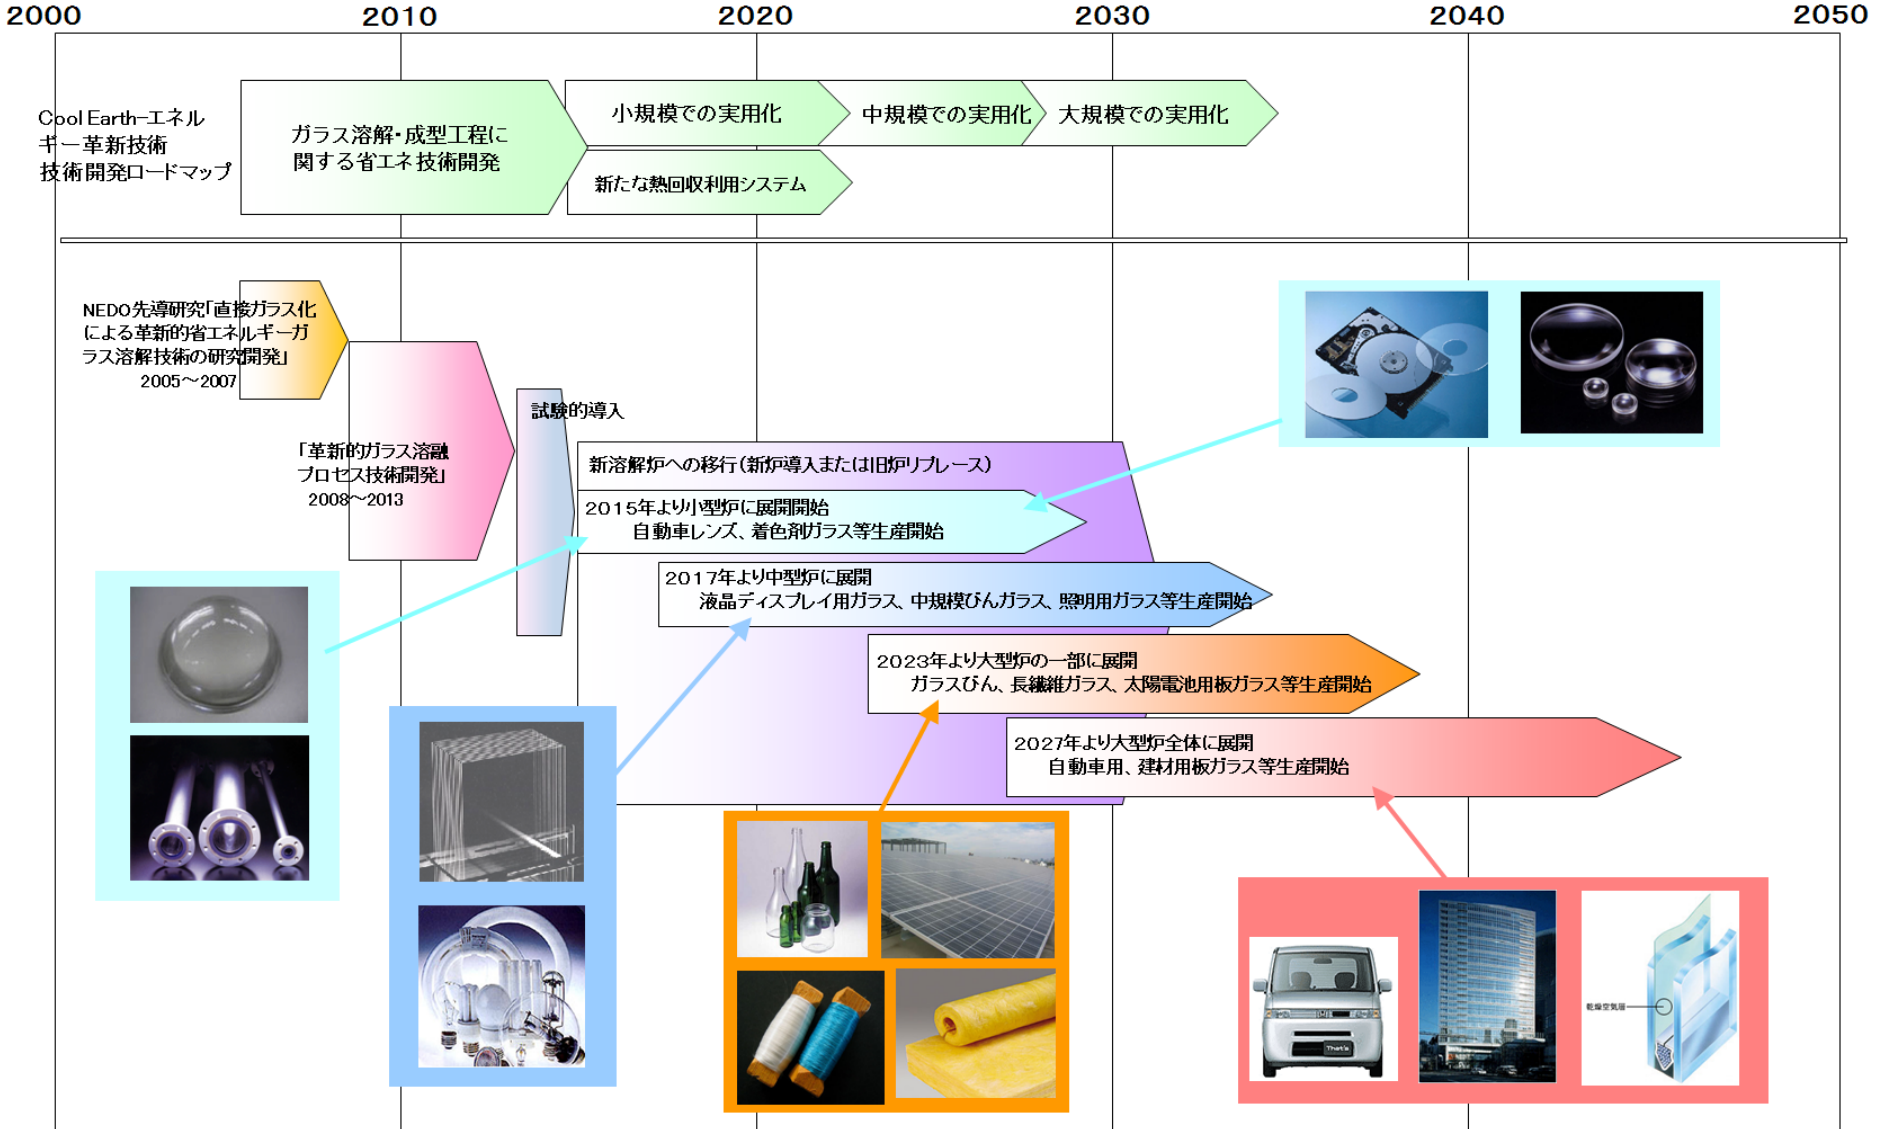 2000
2010
2020
2030
2040
2050
Cool Earth-エネル
ギー革新技術
技術開発ロードマップ
ガラス溶解・成型工程に
関する省エネ技術開発
小規模での実用化
中規模での実用化
大規模での実用化
新たな熱回収利用システム
NEDO先導研究「直接ガラス化
による革新的省エネルギーガ
ラス溶解技術の研究開発」
2005～2007
「革新的ガラス溶融
プロセス技術開発」
2008～2013
試験的導入
新溶解炉への移行（新炉導入または旧炉リプレース）
2015年より小型炉に展開開始
自動車レンズ、着色剤ガラス等生産開始
2017年より中型炉に展開
液晶ディスプレイ用ガラス、中規模びんガラス、照明用ガラス等生産開始
2023年より大型炉の一部に展開
ガラスびん、長繊維ガラス、太陽電池用板ガラス等生産開始
2027年より大型炉全体に展開
自動車用、建材用板ガラス等生産開始
That's
乾燥空気層